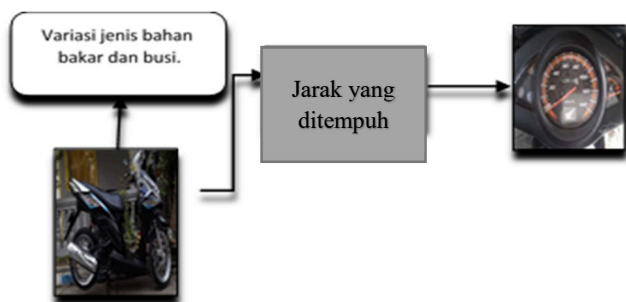 Variasi jenis bahan
bakar dan busi.
Jarak yang
ditempuh